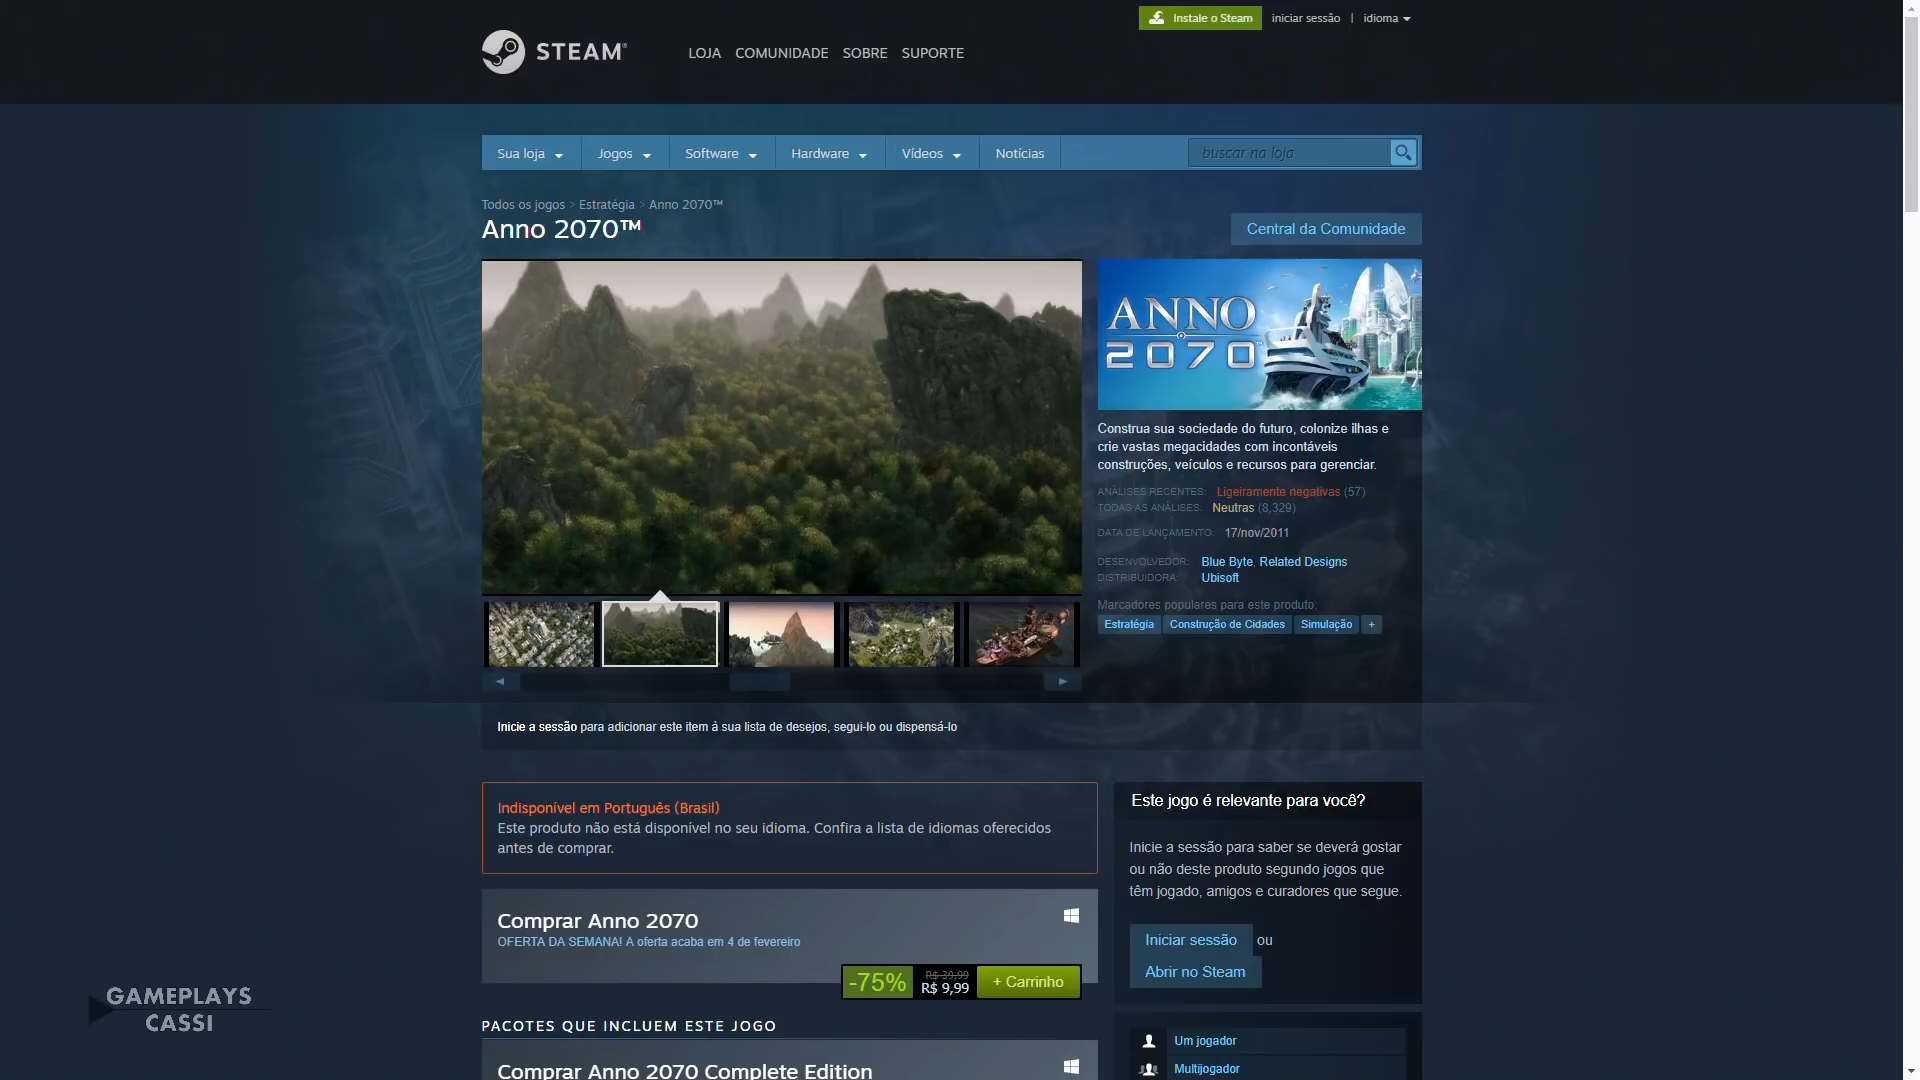 Instale o Steam
iniciar sessão | idioma
STEAM®
LOJA COMUNIDADE SOBRE SUPORTE
Sua loja Jogos Software Hardware Vídeos Notícias
buscar na loja
Todos os jogos > Estratégia > Anno 2070™
Anno 2070™
Central da Comunidade
ANNO
2070
Construa sua sociedade do futuro, colonize ilhas e
crie vastas megacidades com incontáveis
construções, veículos e recursos para gerenciar.
ANÁLISES RECENTES: Ligeiramente negativas (57)
TODAS AS ANÁLISES: Neutras (8,329)
DATA DE LANÇAMENTO: 17/nov/2011
DESENVOLVEDOR: Blue Byte, Related Designs
DISTRIBUIDORA: Ubisoft
Marcadores populares para este produto:
Estratégia Construção de Cidades Simulação +
Inicie a sessão para adicionar este item à sua lista de desejos, segui-lo ou dispensá-lo
Indisponível em Português (Brasil)
Este produto não está disponível no seu idioma. Confira a lista de idiomas oferecidos
antes de comprar.
Este jogo é relevante para você?
Inicie a sessão para saber se deverá gostar
ou não deste produto segundo jogos que
têm jogado, amigos e curadores que segue.
Iniciar sessão ou
Abrir no Steam
Comprar Anno 2070
OFERTA DA SEMANA! A oferta acaba em 4 de fevereiro
-75% R$ 39,99
R$ 9,99
+ Carrinho
PACOTES QUE INCLUEM ESTE JOGO
Comprar Anno 2070 Complete Edition
Um jogador
Multijogador
GAMEPLAYS
CASSI